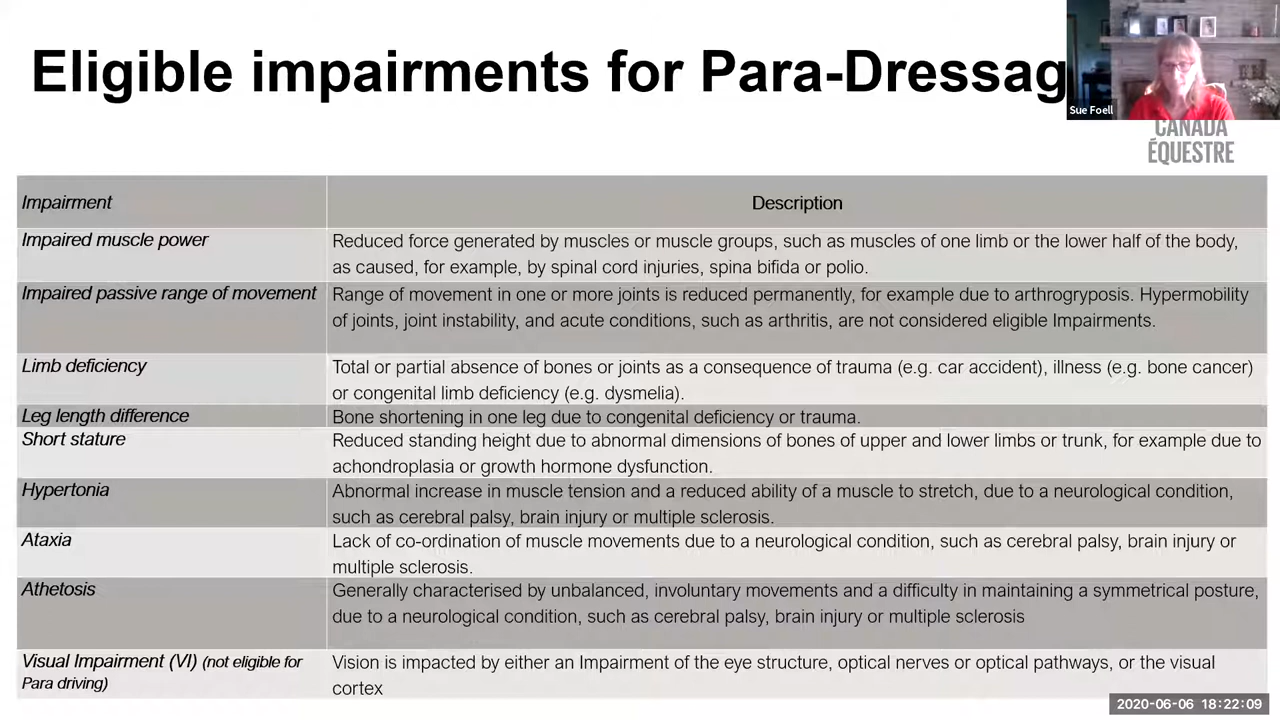 Eligible impairments for Para-Dressag
Sue Foell
CANADA
ÉQUESTRE
Impairment
Description
Impaired muscle power
Reduced force generated by muscles or muscle groups, such as muscles of one limb or the lower half of the body,
as caused, for example, by spinal cord injuries, spina bifida or polio.
Impaired passive range of movement
Range of movement in one or more joints is reduced permanently, for example due to arthrogryposis. Hypermobility
of joints, joint instability, and acute conditions, such as arthritis, are not considered eligible Impairments.
Limb deficiency
Total or partial absence of bones or joints as a consequence of trauma (e.g. car accident), illness (e.g. bone cancer)
or congenital limb deficiency (e.g. dysmelia).
Leg length difference
Bone shortening in one leg due to congenital deficiency or trauma.
Short stature
Reduced standing height due to abnormal dimensions of bones of upper and lower limbs or trunk, for example due to
achondroplasia or growth hormone dysfunction.
Hypertonia
Abnormal increase in muscle tension and a reduced ability of a muscle to stretch, due to a neurological condition,
such as cerebral palsy, brain injury or multiple sclerosis.
Ataxia
Lack of co-ordination of muscle movements due to a neurological condition, such as cerebral palsy, brain injury or
multiple sclerosis.
Athetosis
Generally characterised by unbalanced, involuntary movements and a difficulty in maintaining a symmetrical posture,
due to a neurological condition, such as cerebral palsy, brain injury or multiple sclerosis
Visual Impairment (VI) (not eligible for
Para driving)
Vision is impacted by either an Impairment of the eye structure, optical nerves or optical pathways, or the visual
cortex
2020-06-06 18:22:09